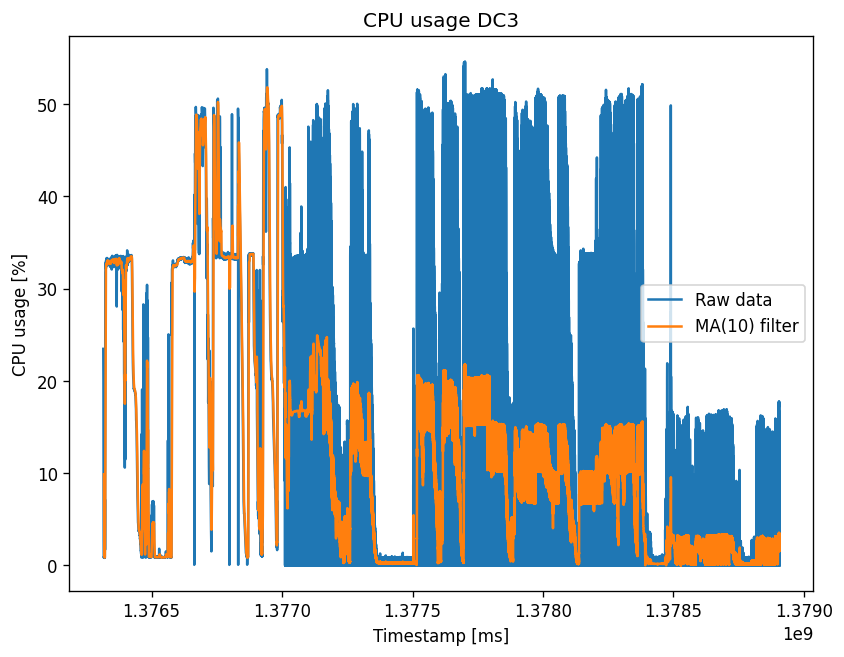 CPU usage DC3
CPU usage [%]
50
40
30
20
10
0
Raw data
MA(10) filter
1.3765 1.3770 1.3775 1.3780 1.3785 1.3790
1e9
Timestamp [ms]